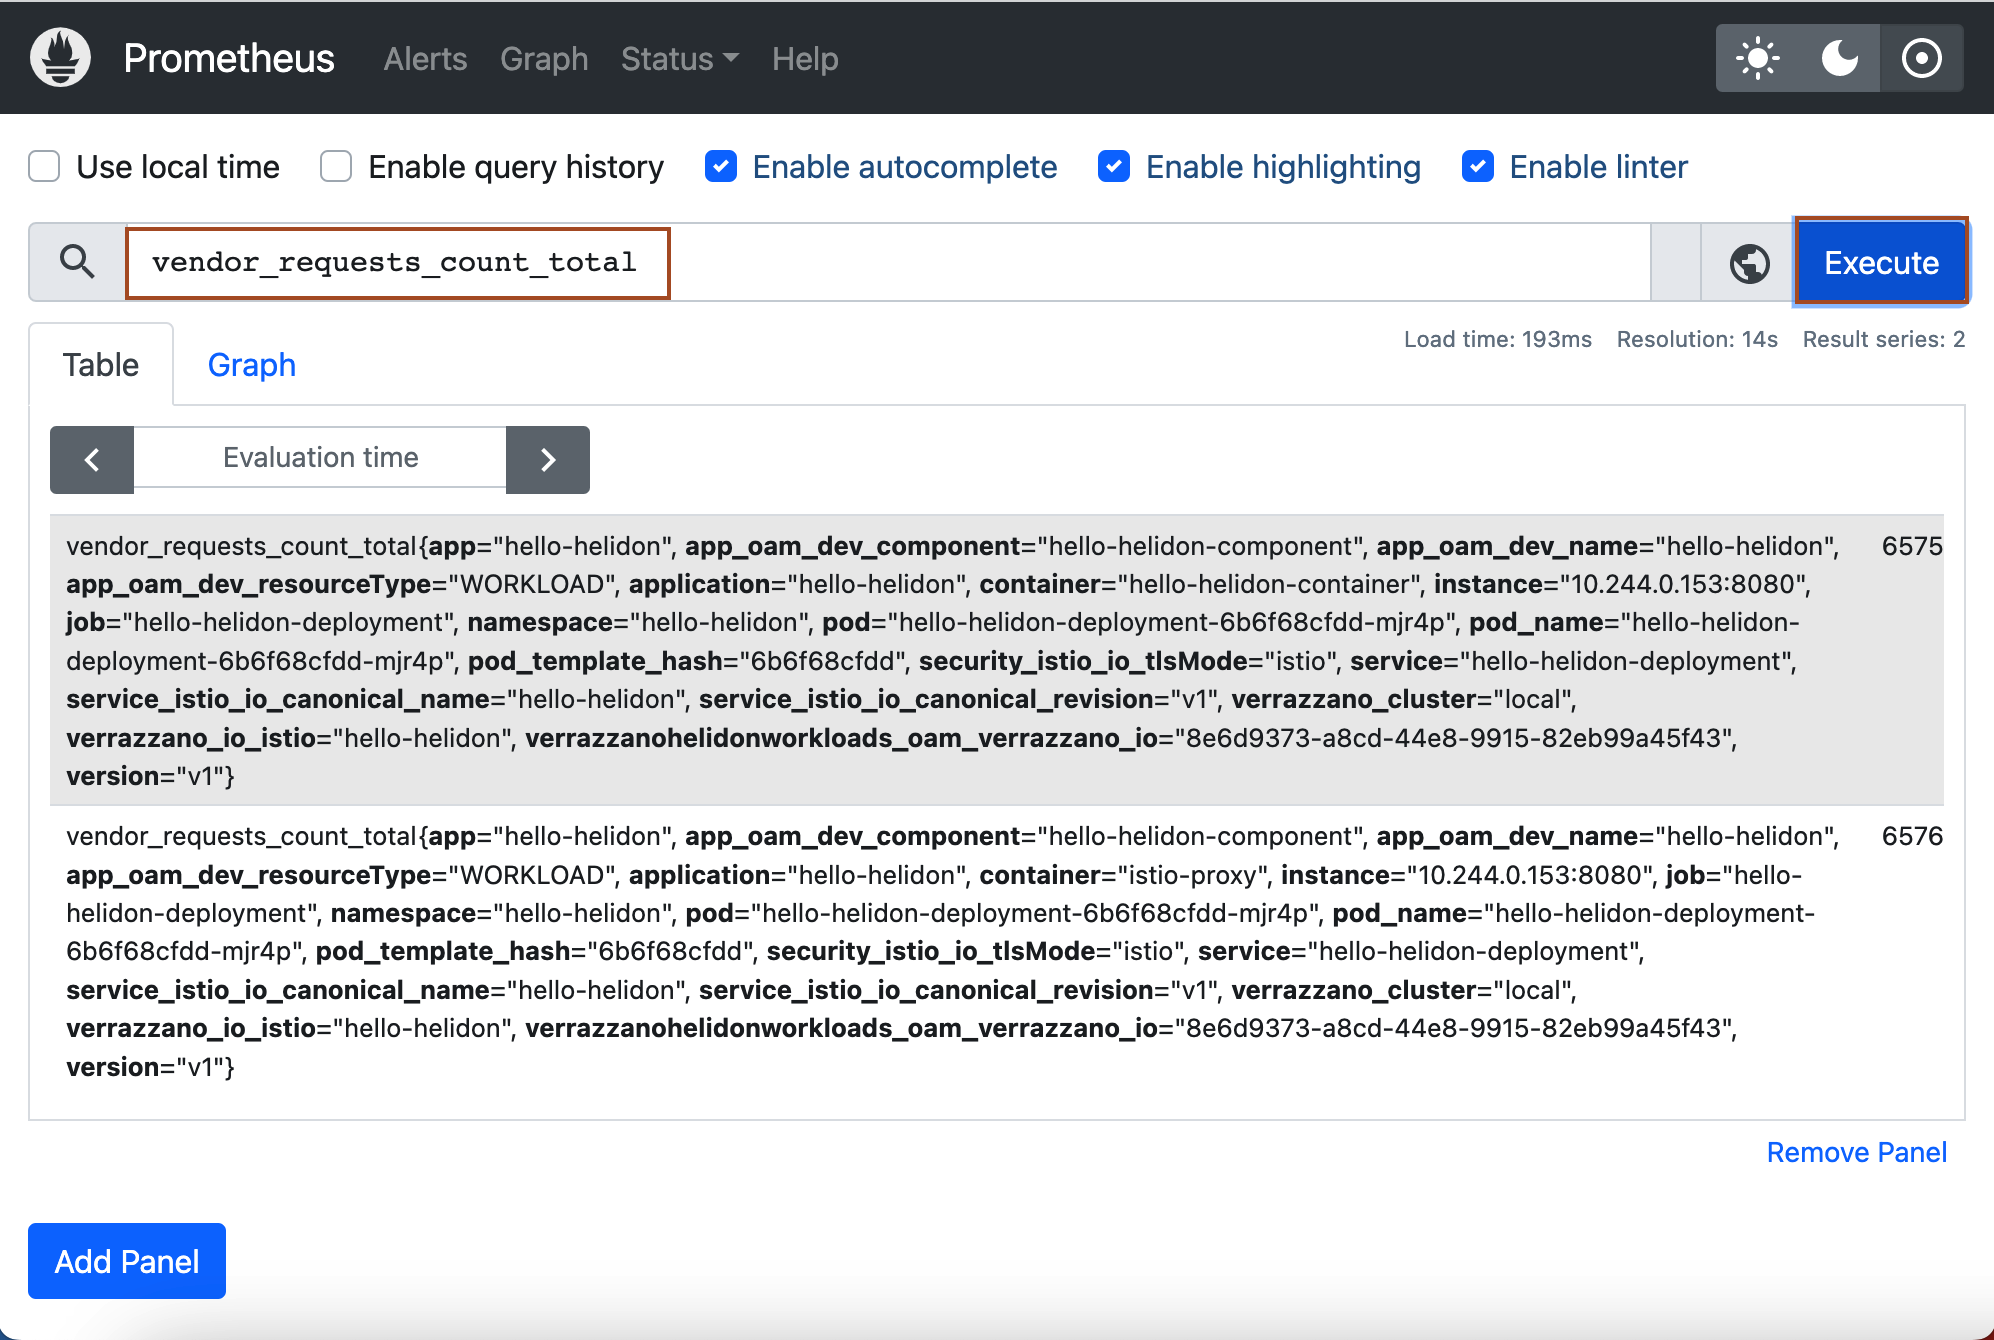 Prometheus Alerts Graph Status Help
Use local time Enable query history Enable autocomplete Enable highlighting Enable linter
vendor_requests_count_total Execute
Load time: 193ms Resolution: 14s Result series: 2
Table Graph
Evaluation time
vendor_requests_count_total{app="hello-helidon", app_oam_dev_component="hello-helidon-component", app_oam_dev_name="hello-helidon", 6575
app_oam_dev_resourceType="WORKLOAD", application="hello-helidon", container="hello-helidon-container", instance="10.244.0.153:8080",
job="hello-helidon-deployment", namespace="hello-helidon", pod="hello-helidon-deployment-6b6f68cfdd-mjr4p", pod_name="hello-helidon-
deployment-6b6f68cfdd-mjr4p", pod_template_hash="6b6f68cfdd", security_istio_io_tlsMode="istio", service="hello-helidon-deployment",
service_istio_io_canonical_name="hello-helidon", service_istio_io_canonical_revision="v1", verrazzano_cluster="local",
verrazzano_io_istio="hello-helidon", verrazzanohelidonworkloads_oam_verrazzano_io="8e6d9373-a8cd-44e8-9915-82eb99a45f43",
version="v1"}
vendor_requests_count_total{app="hello-helidon", app_oam_dev_component="hello-helidon-component", app_oam_dev_name="hello-helidon", 6576
app_oam_dev_resourceType="WORKLOAD", application="hello-helidon", container="istio-proxy", instance="10.244.0.153:8080", job="hello-
helidon-deployment", namespace="hello-helidon", pod="hello-helidon-deployment-6b6f68cfdd-mjr4p", pod_name="hello-helidon-deployment-
6b6f68cfdd-mjr4p", pod_template_hash="6b6f68cfdd", security_istio_io_tlsMode="istio", service="hello-helidon-deployment",
service_istio_io_canonical_name="hello-helidon", service_istio_io_canonical_revision="v1", verrazzano_cluster="local",
verrazzano_io_istio="hello-helidon", verrazzanohelidonworkloads_oam_verrazzano_io="8e6d9373-a8cd-44e8-9915-82eb99a45f43",
version="v1"}
Remove Panel
Add Panel